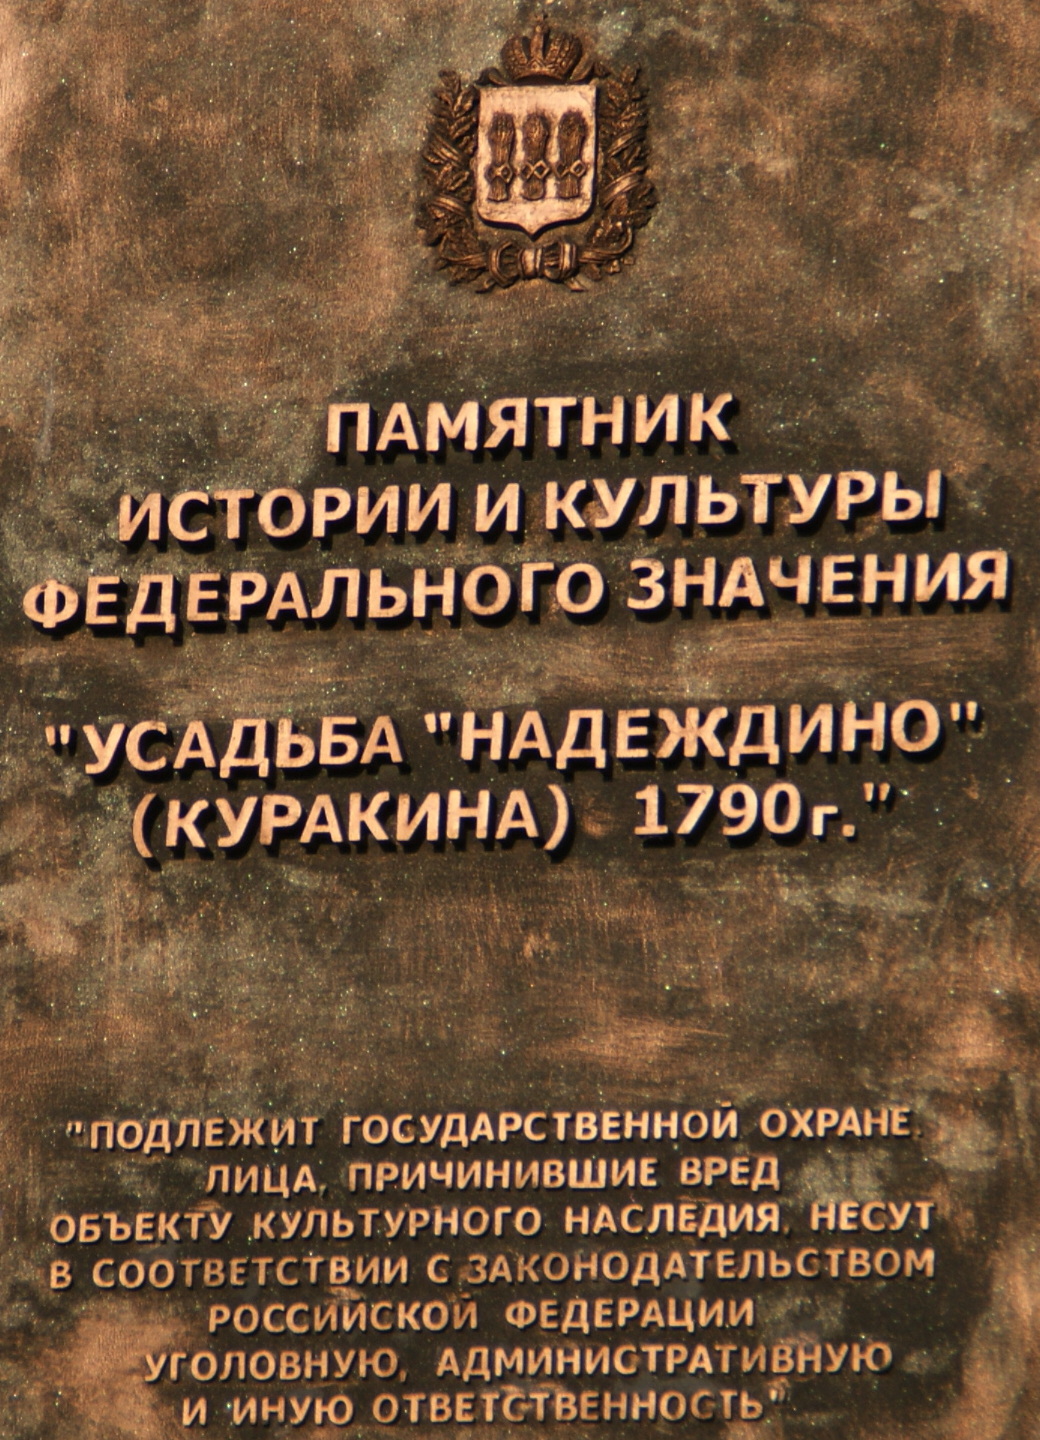 ПАМЯТНИК
ИСТОРИИ И КУЛЬТУРЫ
ФЕДЕРАЛЬНОГО ЗНАЧЕНИЯ
"УСАДЬБА "НАДЕЖДИНО"
(КУРАКИНА) 1790г."
"ПОДЛЕЖИТ ГОСУДАРСТВЕННОЙ ОХРАНЕ.
ЛИЦА, ПРИЧИНИВШИЕ ВРЕД
ОБЪЕКТУ КУЛЬТУРНОГО НАСЛЕДИЯ, НЕСУТ
В СООТВЕТСТВИИ С ЗАКОНОДАТЕЛЬСТВОМ
РОССИЙСКОЙ ФЕДЕРАЦИИ
УГОЛОВНУЮ, АДМИНИСТРАТИВНУЮ
И ИНУЮ ОТВЕТСТВЕННОСТЬ"